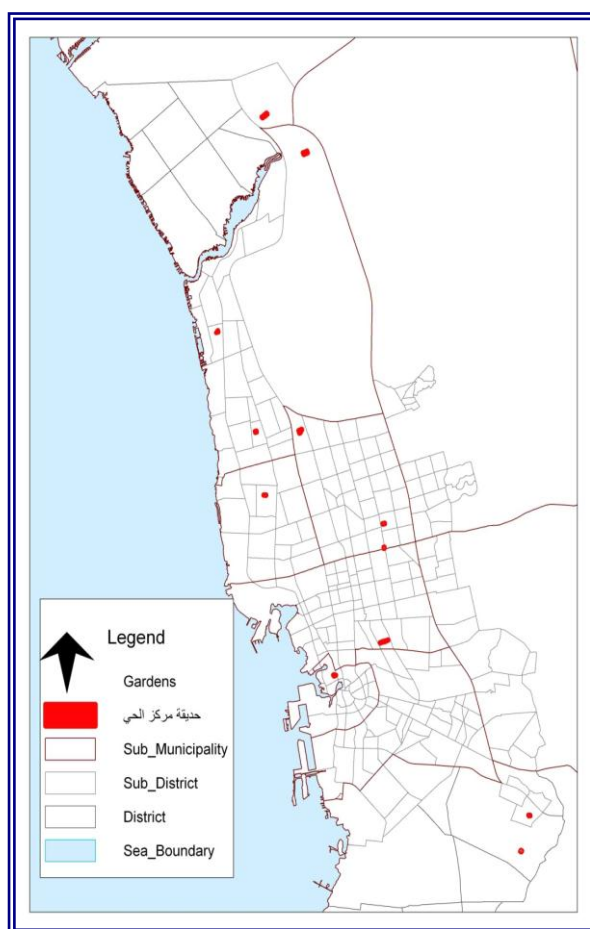 Legend
Gardens
حديقة مركز الحي
Sub_Municipality
Sub_District
District
Sea_Boundary